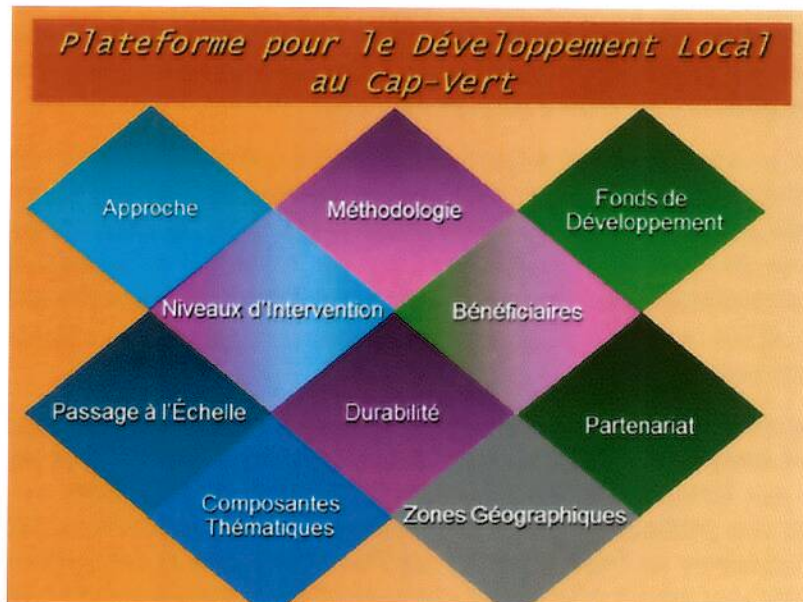 Plateforme pour le Développement Local
au Cap-Vert
Approche
Méthodologie
Fonds de
Développement
Niveaux d'Intervention
Bénéficiaires
Passage à l'Échelle
Durabilité
Partenariat
Composantes
Thématiques
Zones Géographiques